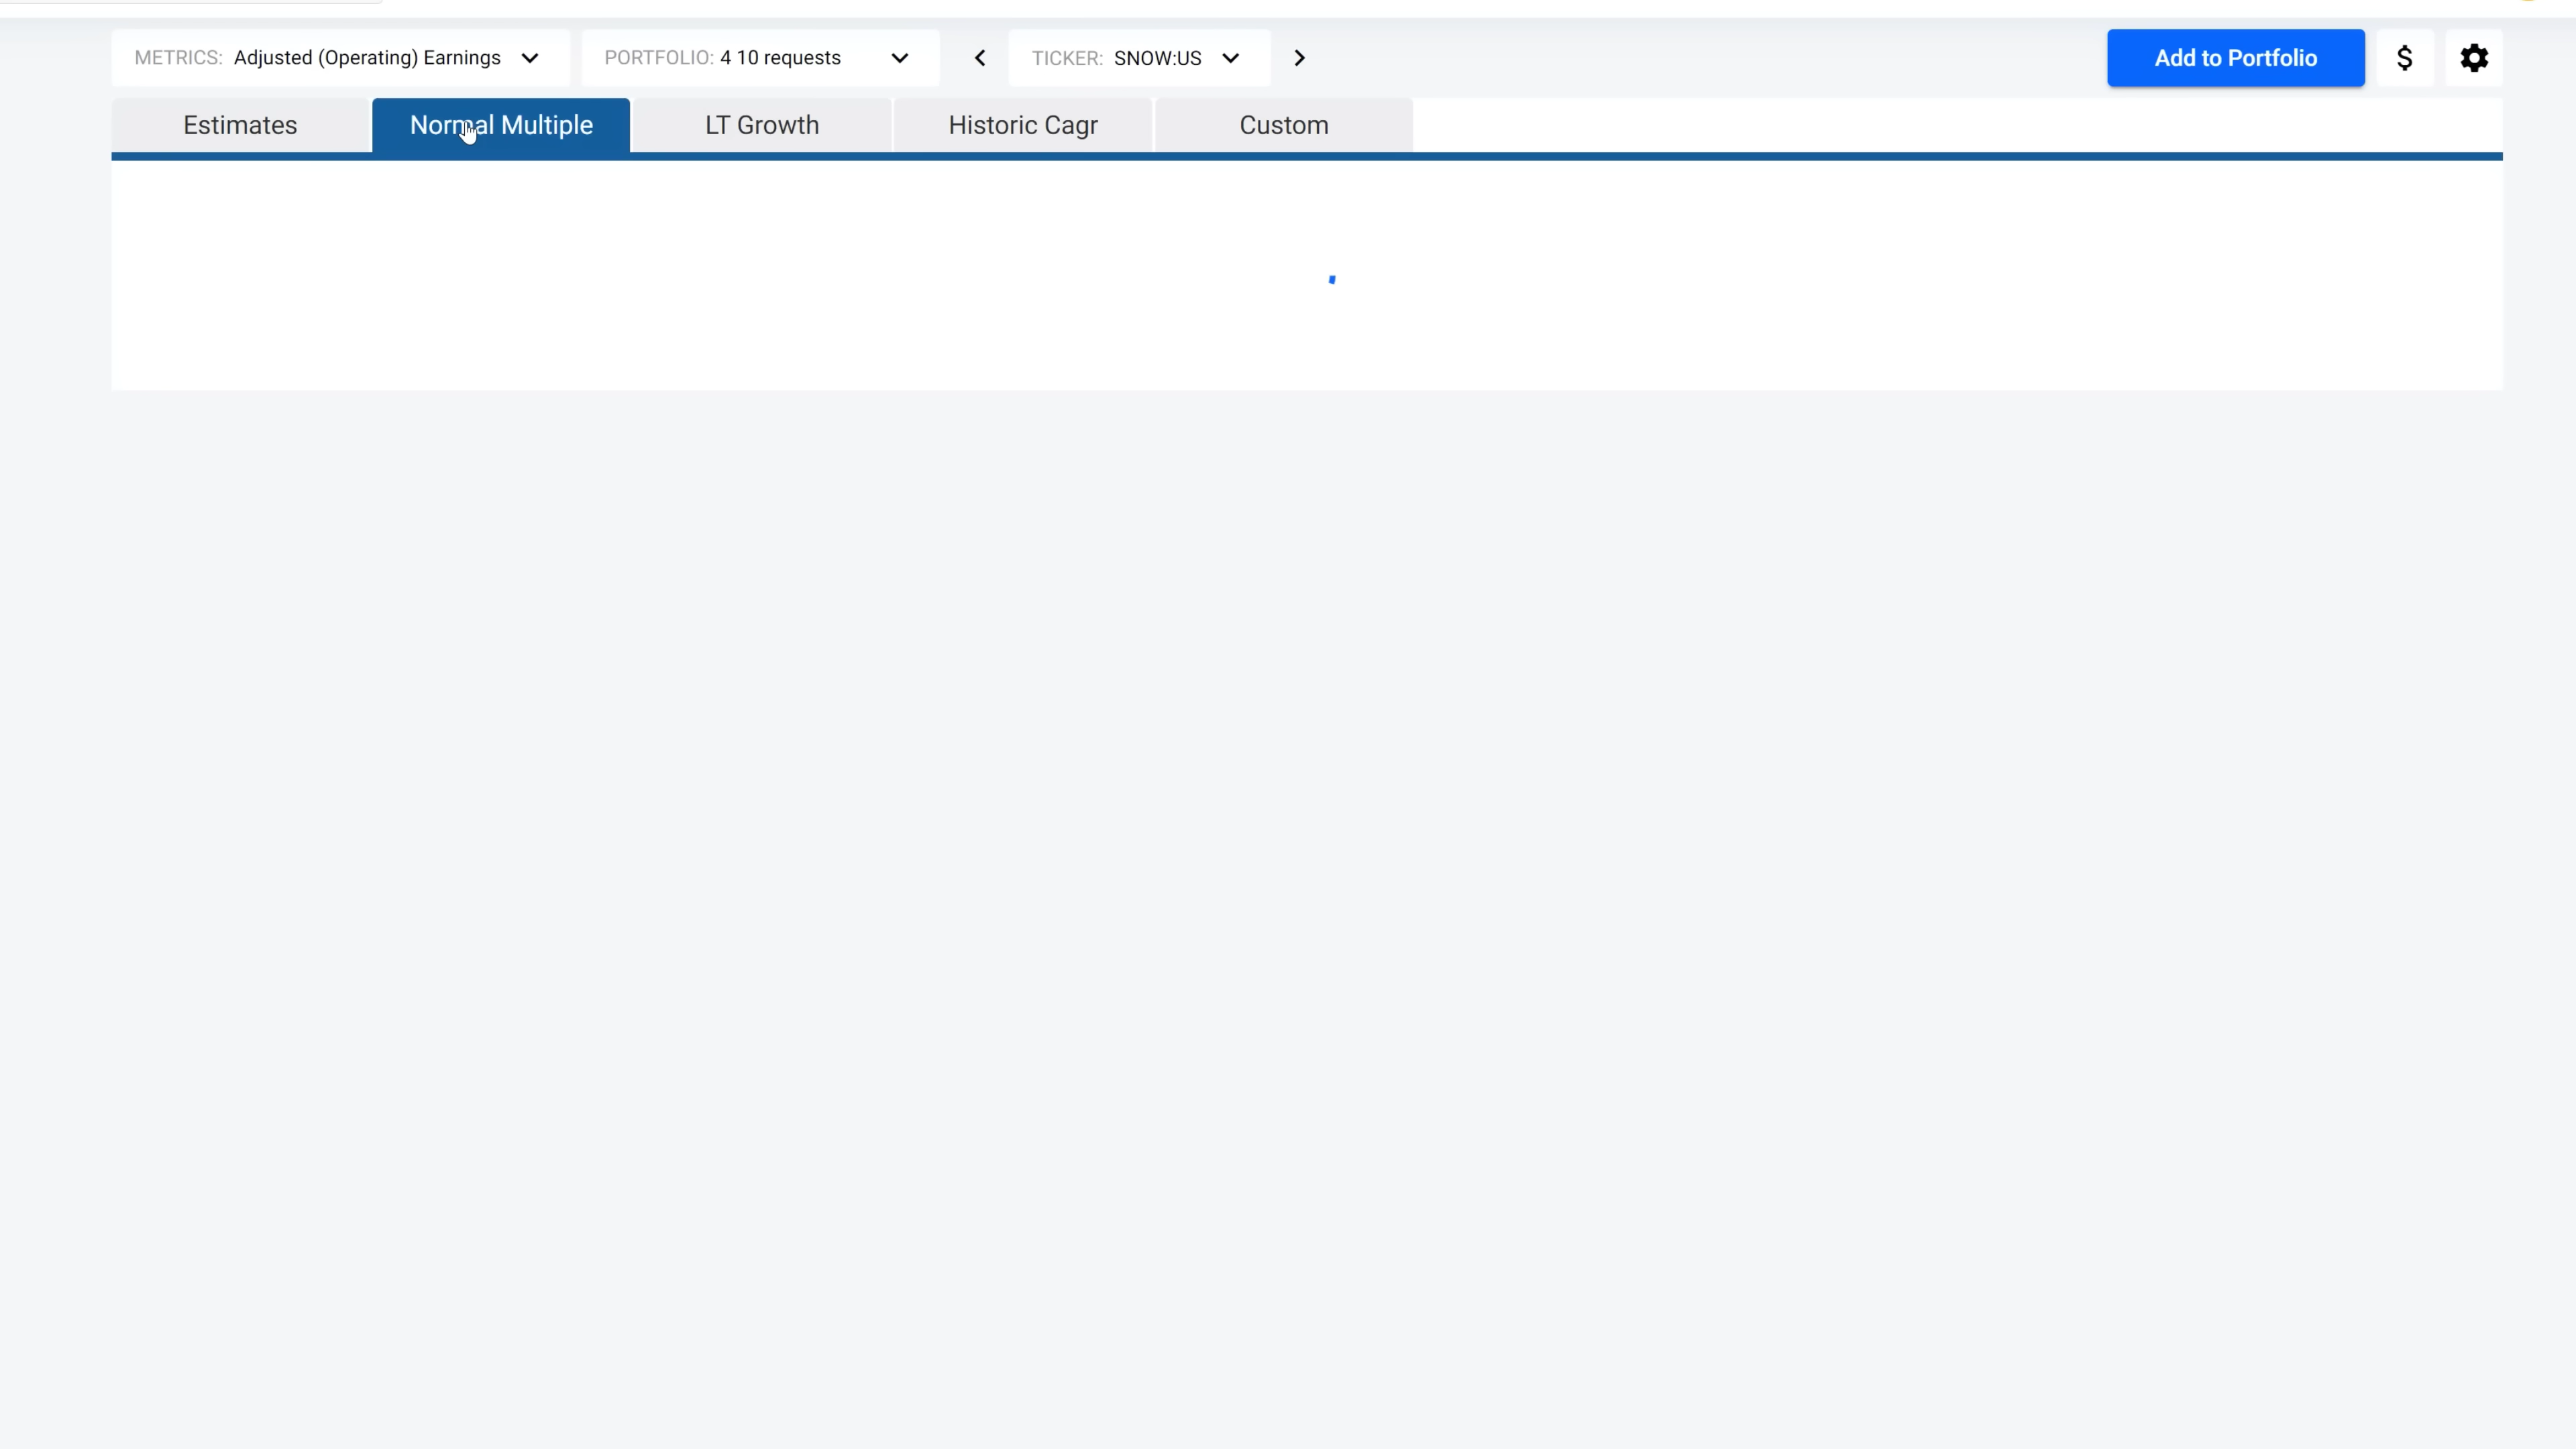 METRICS: Adjusted (Operating) Earnings PORTFOLIO: 4 10 requests TICKER: SNOW:US Add to Portfolio $
Estimates Normal Multiple LT Growth Historic Cagr Custom